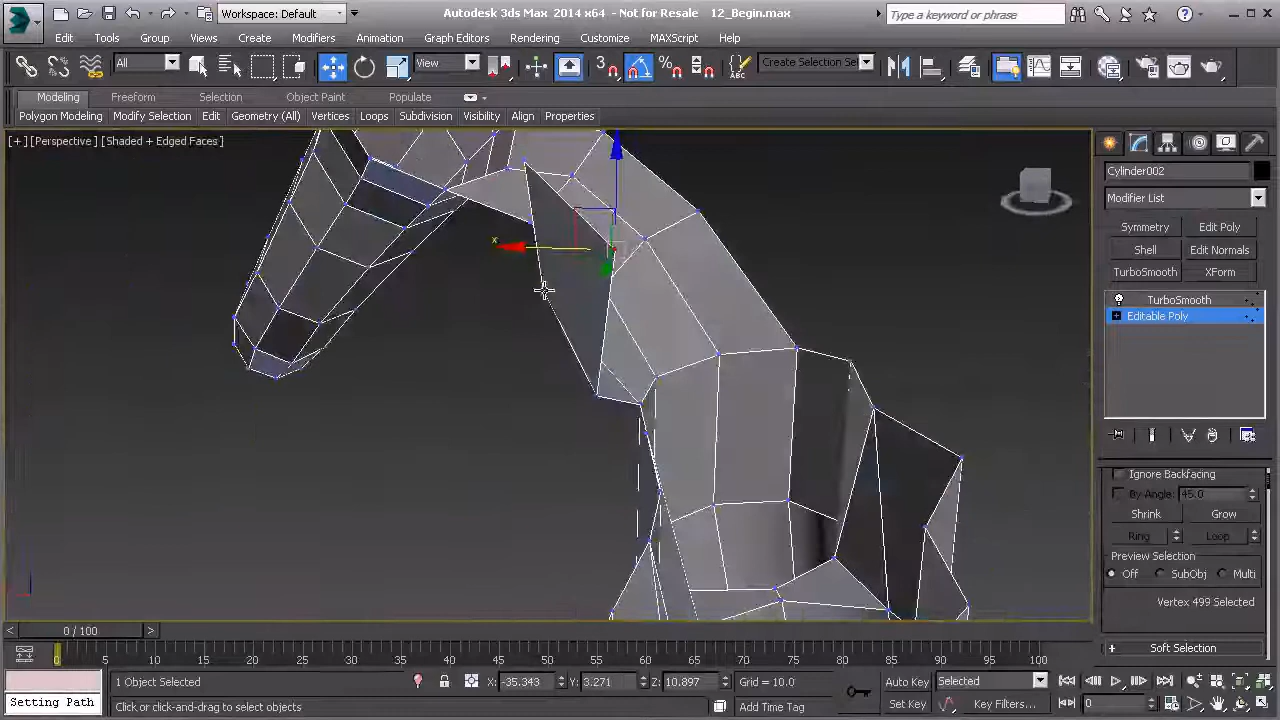 Workspace: Default
Autodesk 3ds Max 2014 x64 - Not for Resale 12_Begin.max
Type a keyword or phrase
Edit Tools Group Views Create Modifiers Animation Graph Editors Rendering Customize MAXScript Help
All View Create Selection Se
Modeling Freeform Selection Object Paint Populate
Polygon Modeling Modify Selection Edit Geometry (All) Vertices Loops Subdivision Visibility Align Properties
[+] [Perspective] [Shaded + Edged Faces]
x
Cylinder002
Modifier List
Symmetry Edit Poly
Shell Edit Normals
TurboSmooth XForm
TurboSmooth
Editable Poly
Ignore Backfacing
By Angle: 45.0
Shrink Grow
Ring Loop
Preview Selection
Off SubObj Multi
Vertex 499 Selected
Soft Selection
0 / 100
0 5 10 15 20 25 30 35 40 45 50 55 60 65 70 75 80 85 90 95 100
1 Object Selected X: -35.343 Y: 3.271 Z: 10.897 Grid = 10.0 Auto Key Selected
Setting Path Click or click-and-drag to select objects Add Time Tag Set Key Key Filters... 0